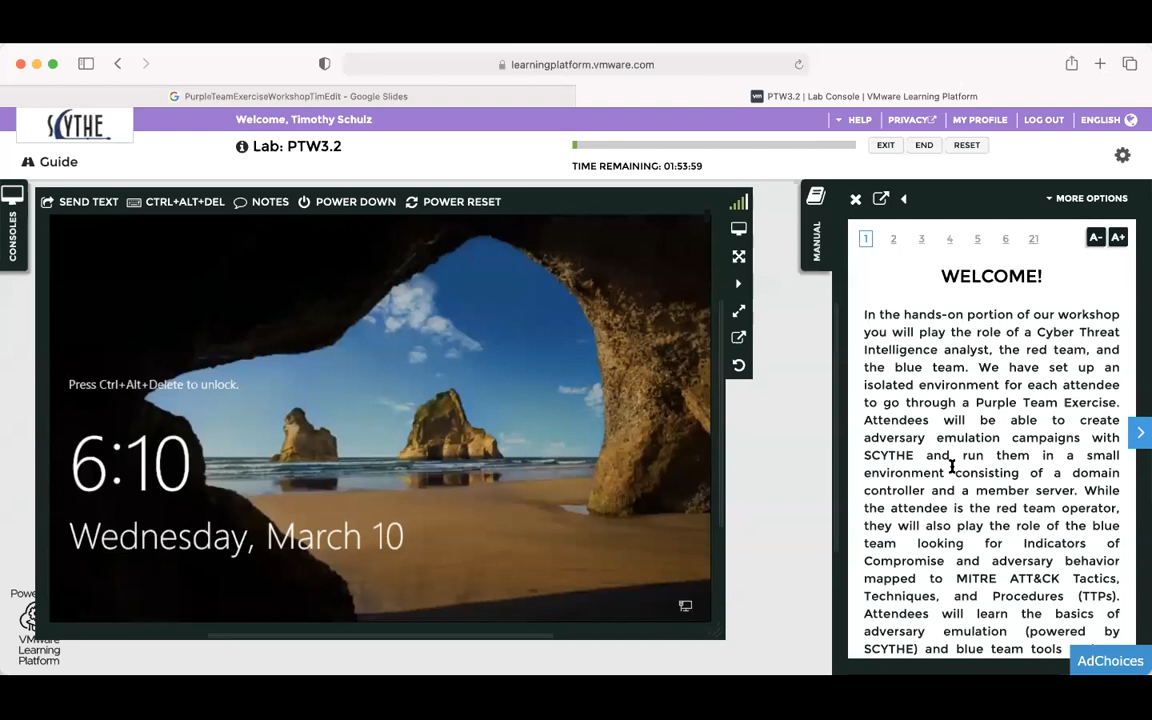 learningplatform.vmware.com
PurpleTeamExerciseWorkshopTimEdit - Google Slides
vm PTW3.2 | Lab Console | VMware Learning Platform
SCYTHE
Welcome, Timothy Schulz
HELP PRIVACY MY PROFILE LOG OUT ENGLISH
Guide
Lab: PTW3.2
EXIT END RESET
TIME REMAINING: 01:53:59
CONSOLES
SEND TEXT CTRL+ALT+DEL NOTES POWER DOWN POWER RESET
Press Ctrl+Alt+Delete to unlock.
6:10
Wednesday, March 10
VMware
Learning
Platform
MANUAL
MORE OPTIONS
1 2 3 4 5 6 21 A- A+
WELCOME!
In the hands-on portion of our workshop
you will play the role of a Cyber Threat
Intelligence analyst, the red team, and
the blue team. We have set up an
isolated environment for each attendee
to go through a Purple Team Exercise.
Attendees will be able to create
adversary emulation campaigns with
SCYTHE and run them in a small
environment consisting of a domain
controller and a member server. While
the attendee is the red team operator,
they will also play the role of the blue
team looking for Indicators of
Compromise and adversary behavior
mapped to MITRE ATT&CK Tactics,
Techniques, and Procedures (TTPs).
Attendees will learn the basics of
adversary emulation (powered by
SCYTHE) and blue team tools
AdChoices